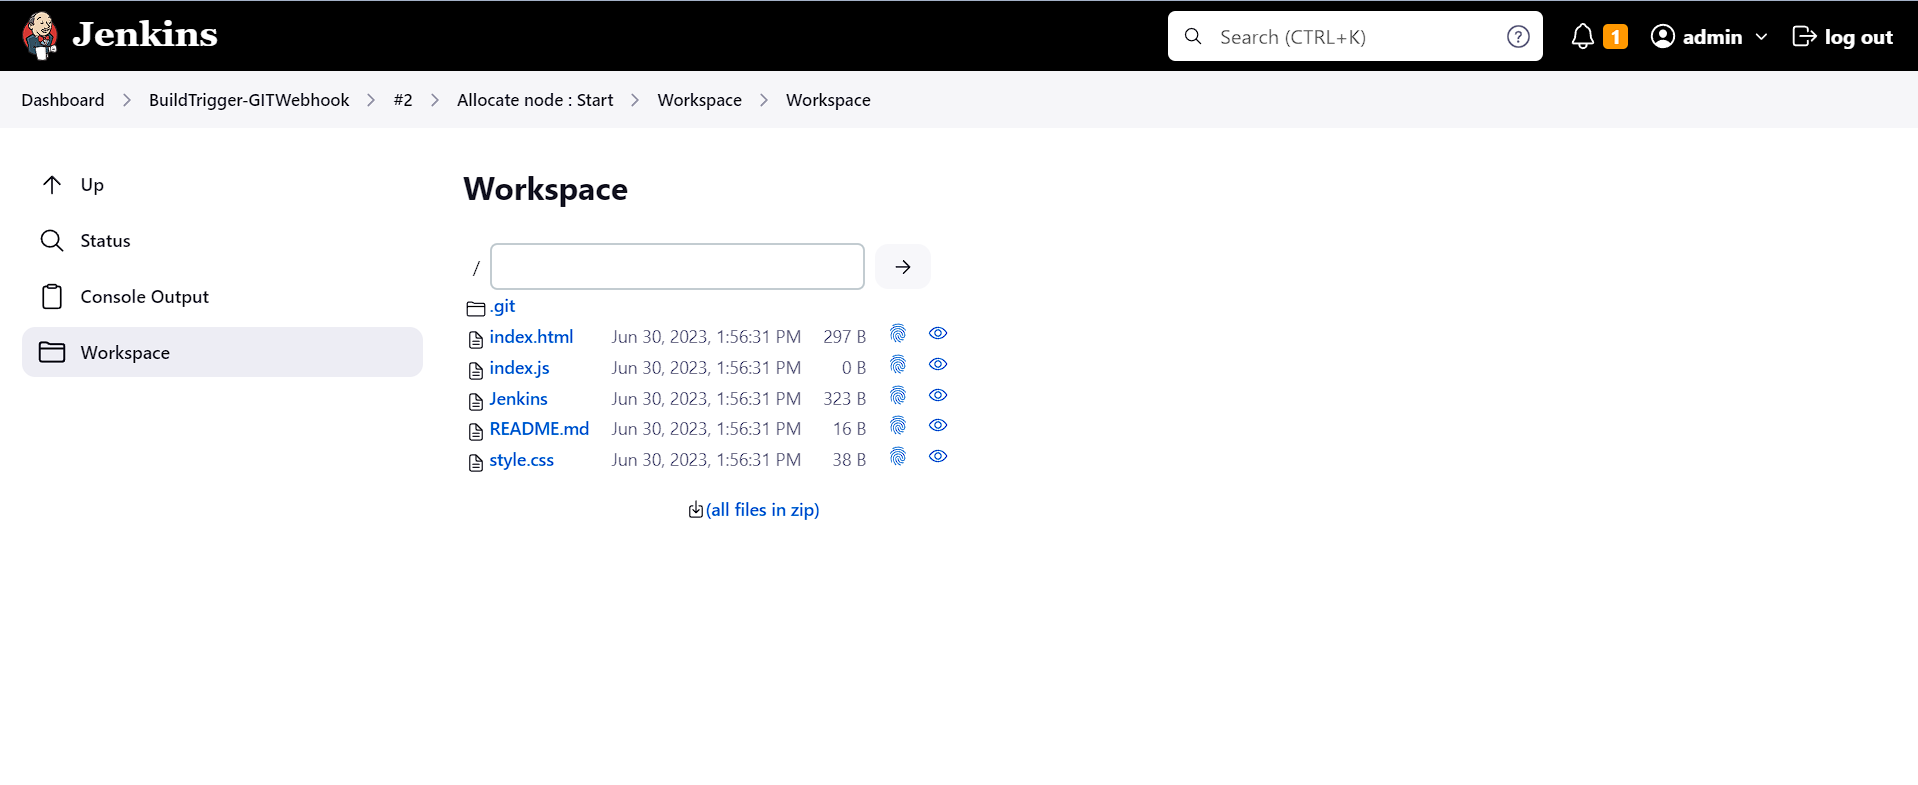 Jenkins
Search (CTRL+K)
1
admin
log out
Dashboard
BuildTrigger-GITWebhook
#2
Allocate node : Start
Workspace
Workspace
Up
Status
Console Output
Workspace
Workspace
/
.git
index.html Jun 30, 2023, 1:56:31 PM 297 B
index.js Jun 30, 2023, 1:56:31 PM 0 B
Jenkins Jun 30, 2023, 1:56:31 PM 323 B
README.md Jun 30, 2023, 1:56:31 PM 16 B
style.css Jun 30, 2023, 1:56:31 PM 38 B
(all files in zip)